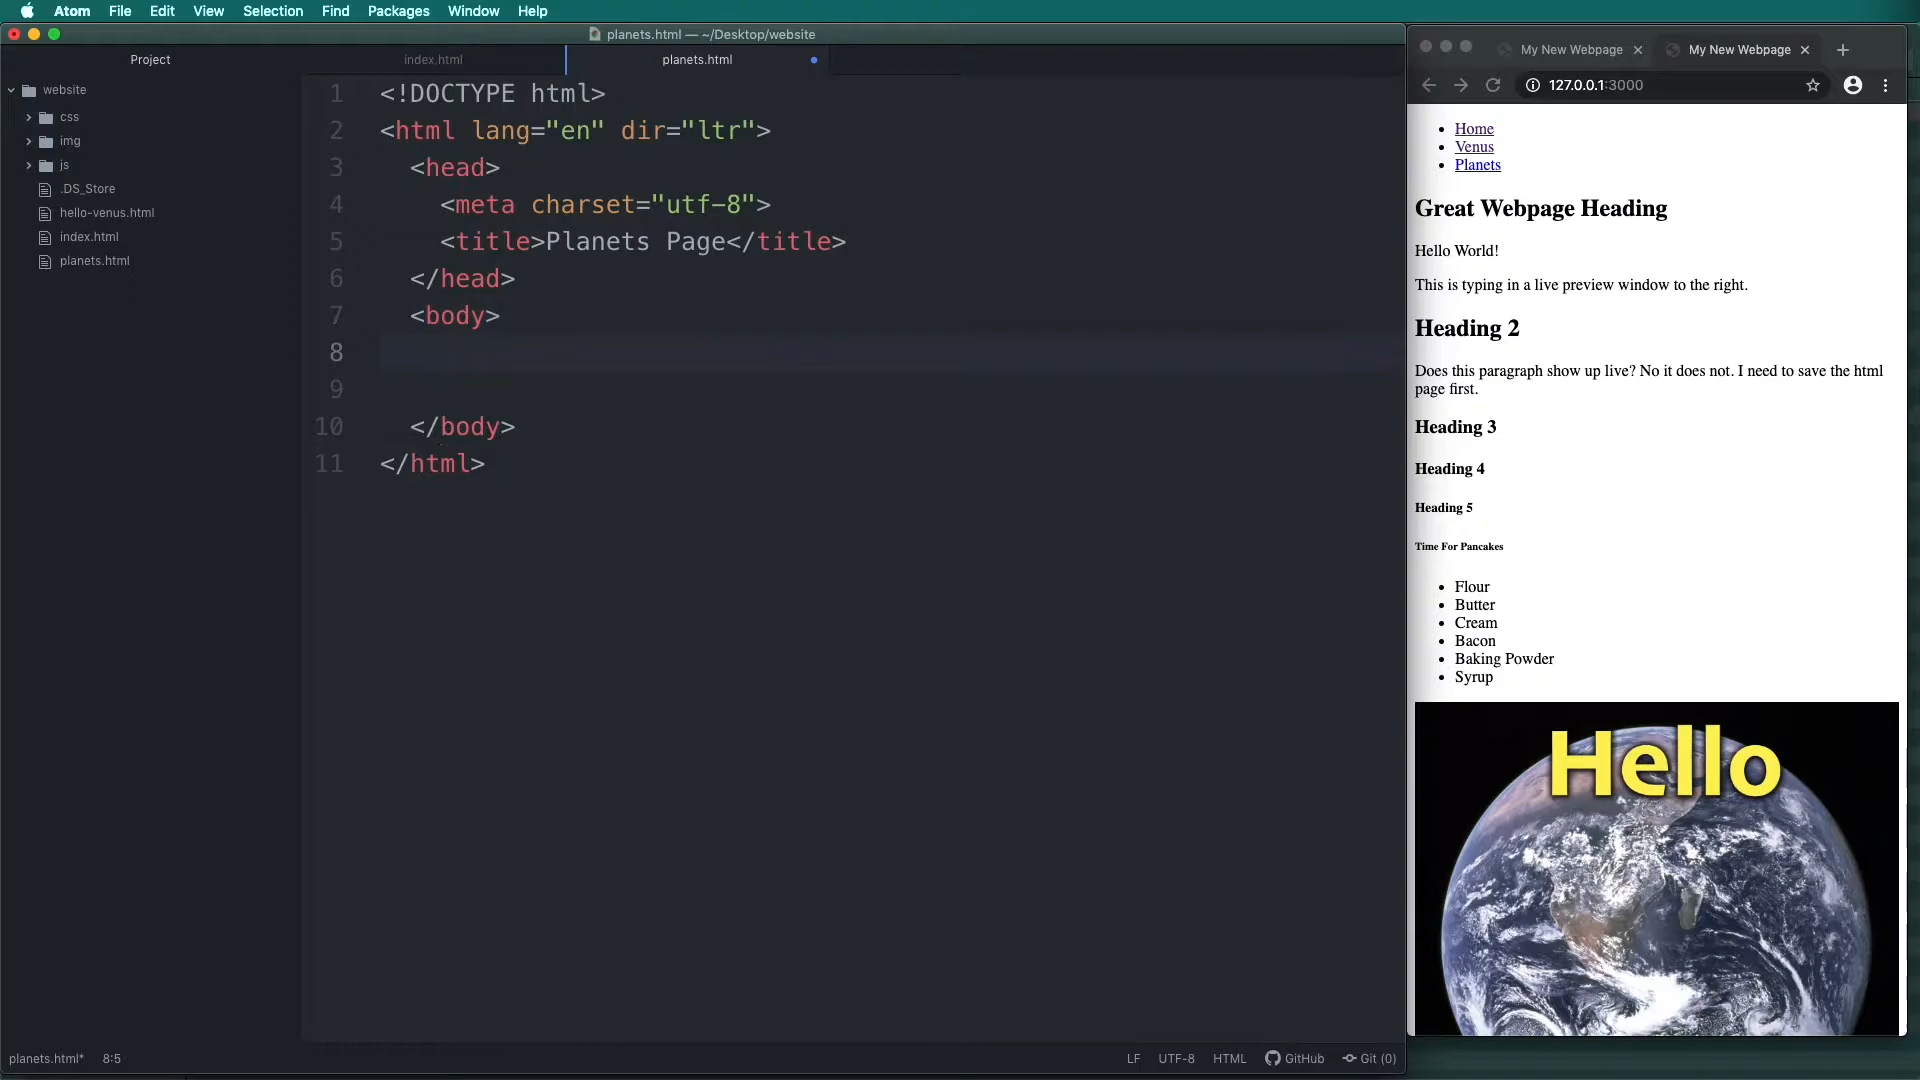 Atom File Edit View Selection Find Packages Window Help
planets.html — ~/Desktop/website
Project
index.html
planets.html
website
css
img
js
.DS_Store
hello-venus.html
index.html
planets.html
1 <!DOCTYPE html>
2 <html lang="en" dir="ltr">
3 <head>
4 <meta charset="utf-8">
5 <title>Planets Page</title>
6 </head>
7 <body>
8
9
10 </body>
11 </html>
planets.html* 8:5
LF UTF-8 HTML GitHub Git (0)
My New Webpage
My New Webpage
127.0.0.1:3000
Home
Venus
Planets
Great Webpage Heading
Hello World!
This is typing in a live preview window to the right.
Heading 2
Does this paragraph show up live? No it does not. I need to save the html
page first.
Heading 3
Heading 4
Heading 5
Time For Pancakes
Flour
Butter
Cream
Bacon
Baking Powder
Syrup
Hello